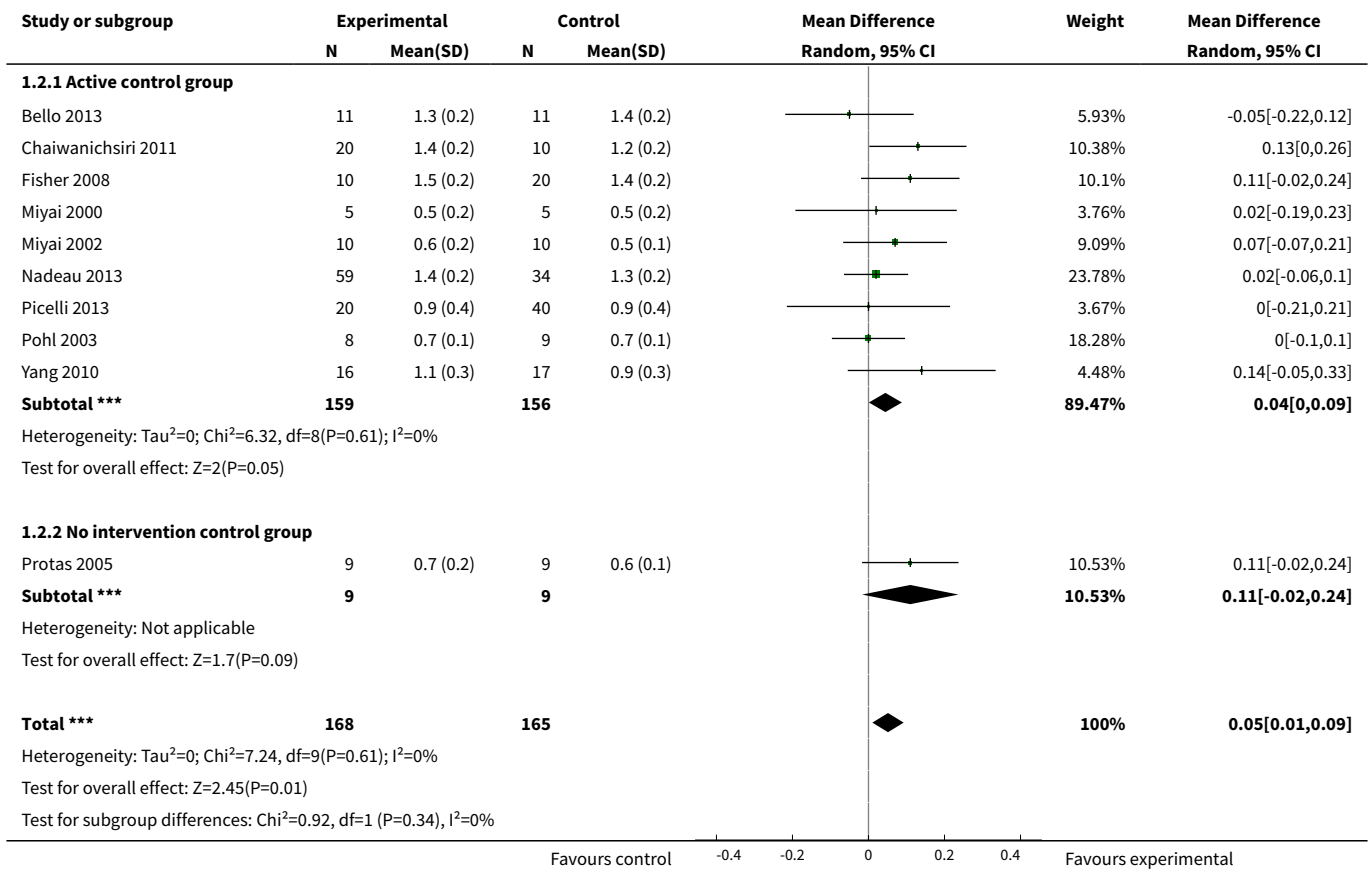 Study or subgroup Experimental Control Mean Difference Weight Mean Difference
N Mean(SD) N Mean(SD) Random, 95% CI Random, 95% CI
1.2.1 Active control group
Bello 2013 11 1.3 (0.2) 11 1.4 (0.2) 5.93% -0.05[-0.22,0.12]
Chaiwanichsiri 2011 20 1.4 (0.2) 10 1.2 (0.2) 10.38% 0.13[0,0.26]
Fisher 2008 10 1.5 (0.2) 20 1.4 (0.2) 10.1% 0.11[-0.02,0.24]
Miyai 2000 5 0.5 (0.2) 5 0.5 (0.2) 3.76% 0.02[-0.19,0.23]
Miyai 2002 10 0.6 (0.2) 10 0.5 (0.1) 9.09% 0.07[-0.07,0.21]
Nadeau 2013 59 1.4 (0.2) 34 1.3 (0.2) 23.78% 0.02[-0.06,0.1]
Picelli 2013 20 0.9 (0.4) 40 0.9 (0.4) 3.67% 0[-0.21,0.21]
Pohl 2003 8 0.7 (0.1) 9 0.7 (0.1) 18.28% 0[-0.1,0.1]
Yang 2010 16 1.1 (0.3) 17 0.9 (0.3) 4.48% 0.14[-0.05,0.33]
Subtotal *** 159 156 89.47% 0.04[0,0.09]
Heterogeneity: Tau²=0; Chi²=6.32, df=8(P=0.61); I²=0%
Test for overall effect: Z=2(P=0.05)
1.2.2 No intervention control group
Protas 2005 9 0.7 (0.2) 9 0.6 (0.1) 10.53% 0.11[-0.02,0.24]
Subtotal *** 9 9 10.53% 0.11[-0.02,0.24]
Heterogeneity: Not applicable
Test for overall effect: Z=1.7(P=0.09)
Total *** 168 165 100% 0.05[0.01,0.09]
Heterogeneity: Tau²=0; Chi²=7.24, df=9(P=0.61); I²=0%
Test for overall effect: Z=2.45(P=0.01)
Test for subgroup differences: Chi²=0.92, df=1 (P=0.34), I²=0%
Favours control -0.4 -0.2 0 0.2 0.4 Favours experimental